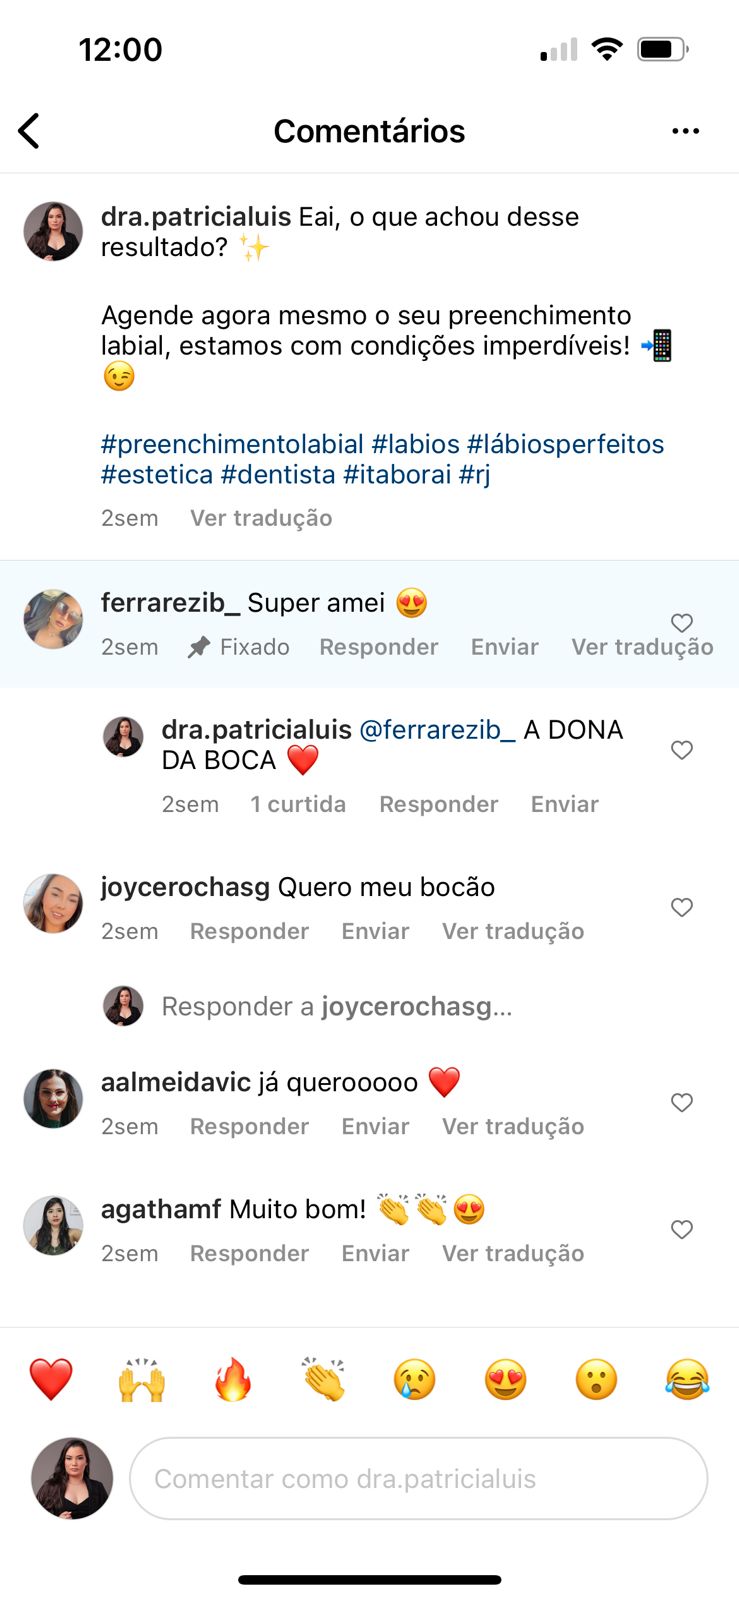 12:00
Comentários
dra.patricialuis Eai, o que achou desse
resultado? ✨
Agende agora mesmo o seu preenchimento
labial, estamos com condições imperdíveis! 📲
😉
#preenchimentolabial #labios #lábiosperfeitos
#estetica #dentista #itaborai #rj
2sem Ver tradução
ferrarezib_ Super amei 😍
2sem Fixado Responder Enviar Ver tradução
dra.patricialuis @ferrarezib_ A DONA
DA BOCA ❤️
2sem 1 curtida Responder Enviar
joycerochasg Quero meu bocão
2sem Responder Enviar Ver tradução
Responder a joycerochasg...
aalmeidavic já querooooo ❤️
2sem Responder Enviar Ver tradução
agathamf Muito bom! 👏👏😍
2sem Responder Enviar Ver tradução
❤️ 🙌 🔥 👏 😢 😍 😮 😂
Comentar como dra.patricialuis